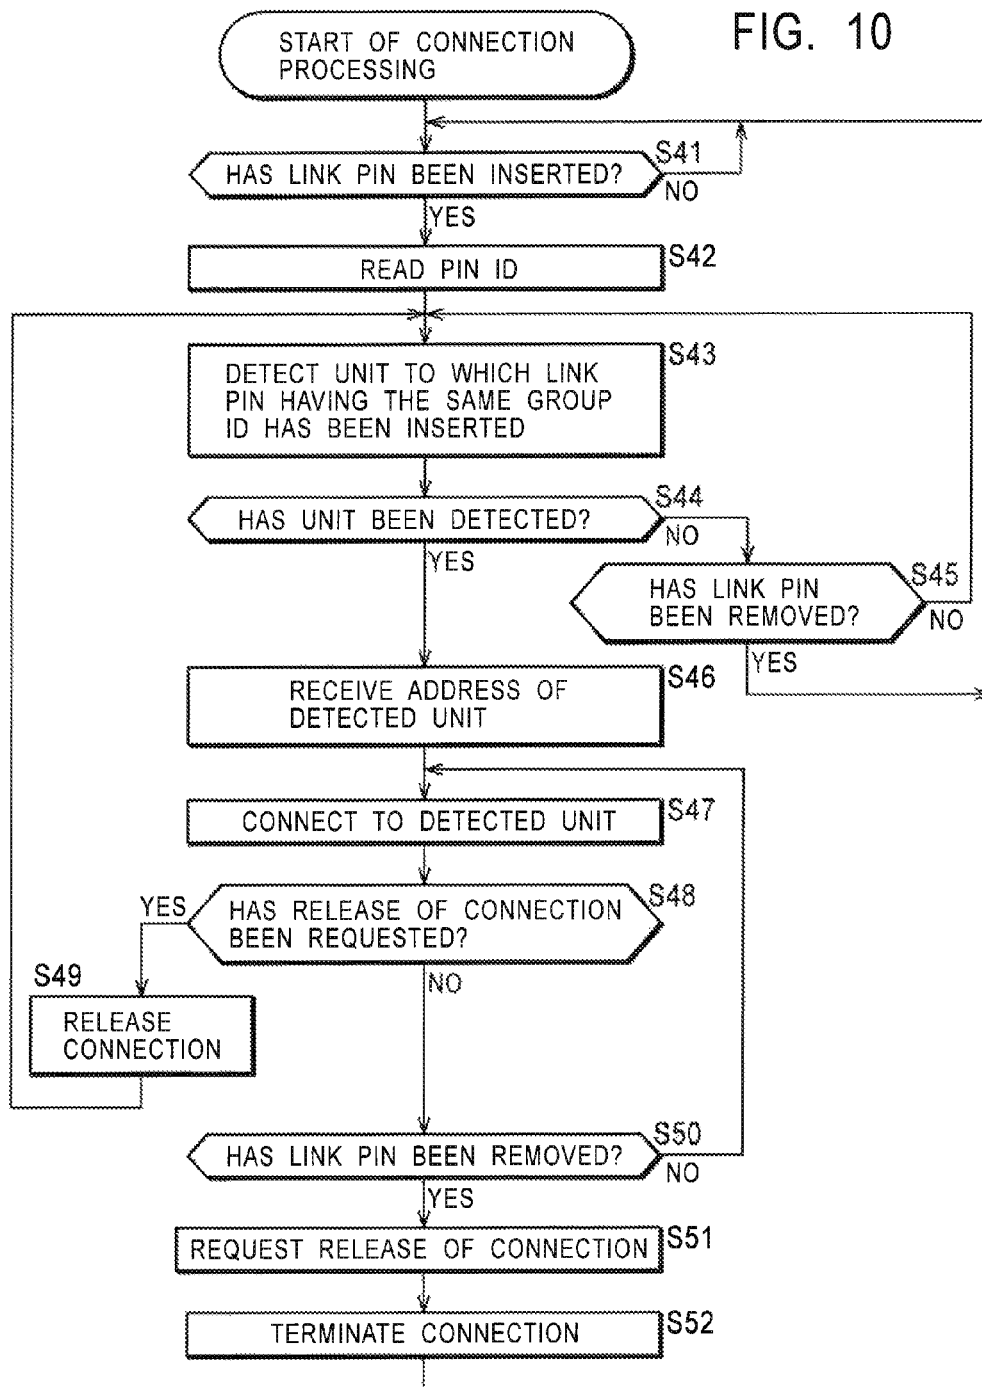 FIG. 10
START OF CONNECTION
PROCESSING
S41
HAS LINK PIN BEEN INSERTED?
NO
YES
S42
READ PIN ID
S43
DETECT UNIT TO WHICH LINK
PIN HAVING THE SAME GROUP
ID HAS BEEN INSERTED
S44
HAS UNIT BEEN DETECTED?
NO
YES
S45
HAS LINK PIN
BEEN REMOVED?
NO
YES
S46
RECEIVE ADDRESS OF
DETECTED UNIT
S47
CONNECT TO DETECTED UNIT
S48
YES
HAS RELEASE OF CONNECTION
BEEN REQUESTED?
NO
S49
RELEASE
CONNECTION
S50
HAS LINK PIN BEEN REMOVED?
NO
YES
S51
REQUEST RELEASE OF CONNECTION
S52
TERMINATE CONNECTION